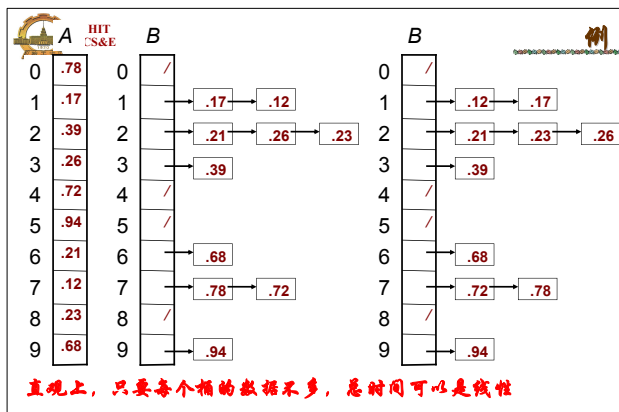 HIT
CS&E
例
A B B
0 .78 0 / 0 /
1 .17 1 .17 .12 1 .12 .17
2 .39 2 .21 .26 .23 2 .21 .23 .26
3 .26 3 .39 3 .39
4 .72 4 / 4 /
5 .94 5 / 5 /
6 .21 6 .68 6 .68
7 .12 7 .78 .72 7 .72 .78
8 .23 8 / 8 /
9 .68 9 .94 9 .94
直观上，只要每个桶的数据不多，总时间可以是线性